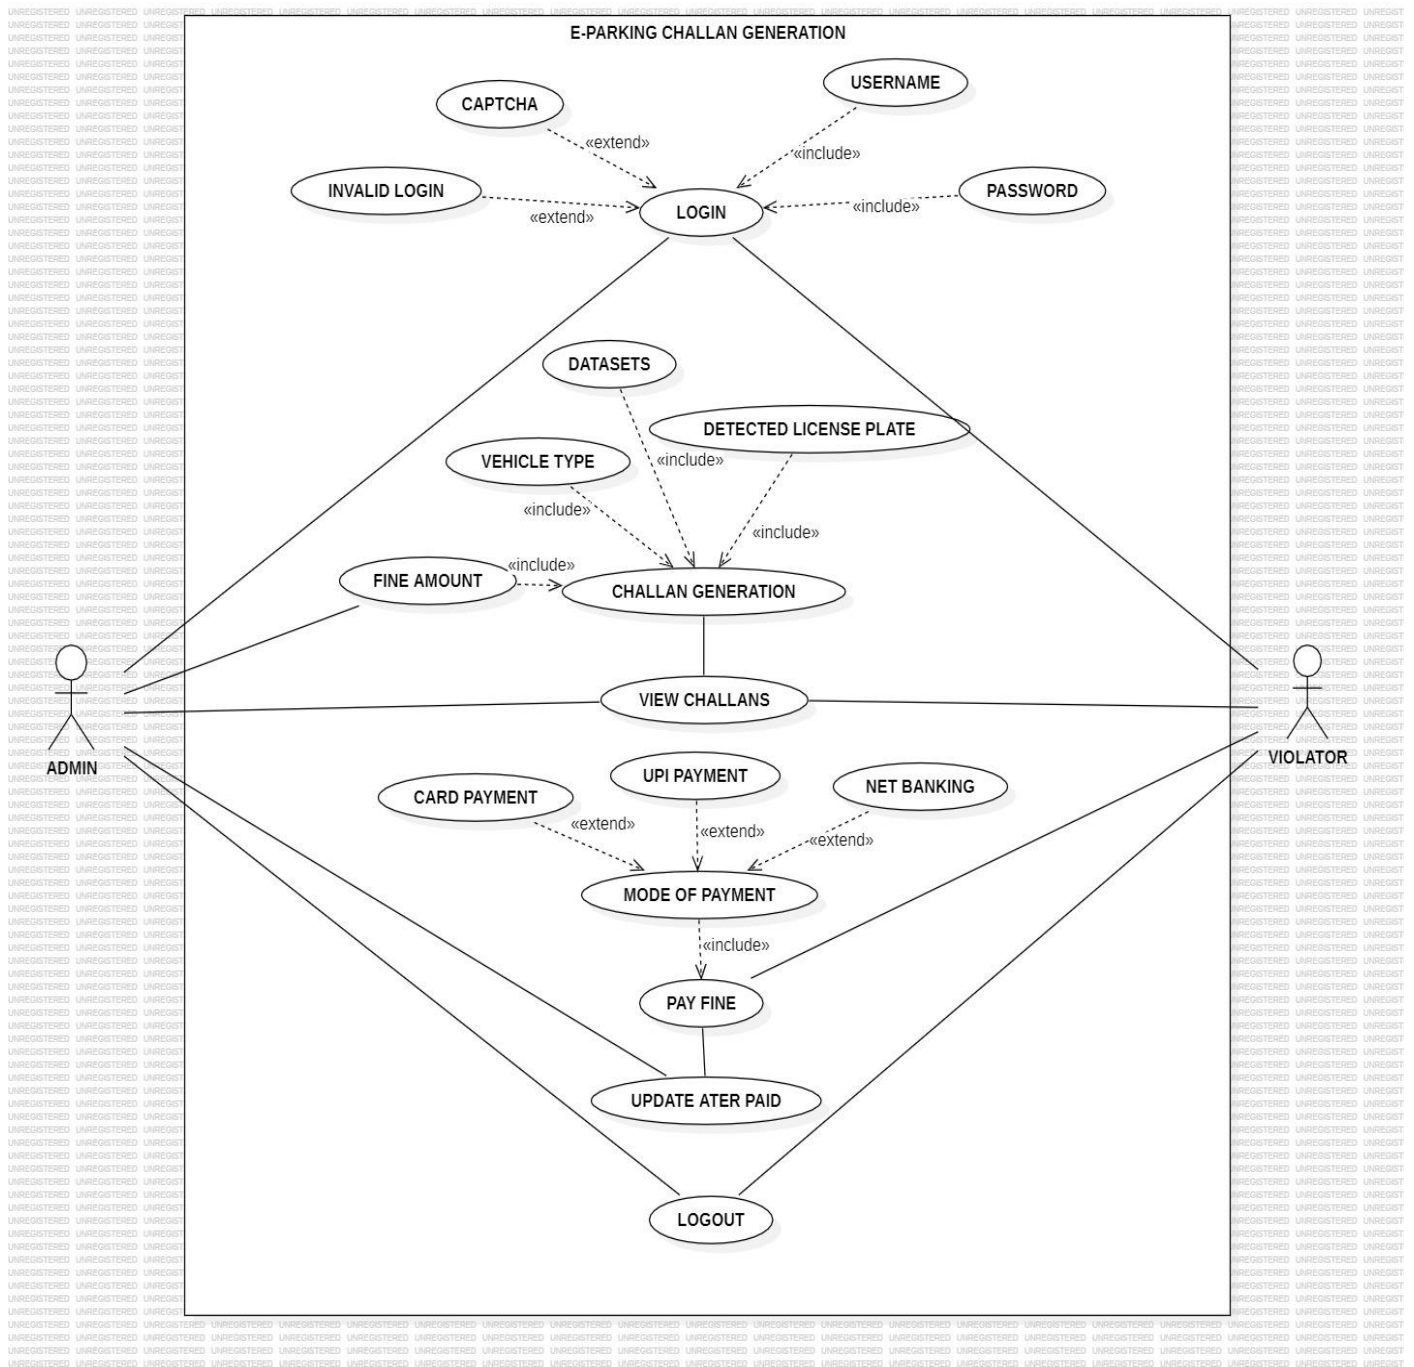 E-PARKING CHALLAN GENERATION
USERNAME
CAPTCHA
«extend»
«include»
INVALID LOGIN
PASSWORD
«extend»
LOGIN
«include»
DATASETS
DETECTED LICENSE PLATE
VEHICLE TYPE
«include»
«include»
«include»
«include»
FINE AMOUNT
CHALLAN GENERATION
VIEW CHALLANS
ADMIN
VIOLATOR
UPI PAYMENT
NET BANKING
CARD PAYMENT
«extend»
«extend»
«extend»
MODE OF PAYMENT
«include»
PAY FINE
UPDATE ATER PAID
LOGOUT
UNREGISTERED